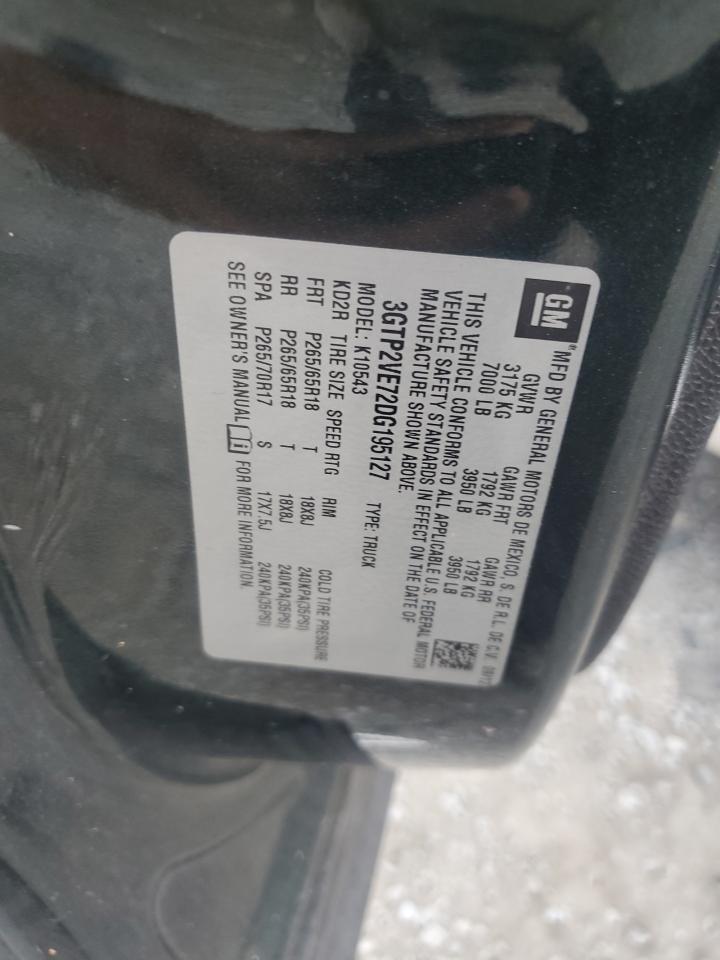 GM
MFD BY GENERAL MOTORS DE MEXICO, S. DE R.L. DE C.V.
GVWR GAWR FRT GAWR RR
3175 KG 1792 KG 1792 KG
7000 LB 3950 LB 3950 LB
THIS VEHICLE CONFORMS TO ALL APPLICABLE U.S. FEDERAL MOTOR
VEHICLE SAFETY STANDARDS IN EFFECT ON THE DATE OF
MANUFACTURE SHOWN ABOVE.
3GTP2VE72DG195127 TYPE: TRUCK
MODEL: K10543
KD2R TIRE SIZE SPEED RTG RIM COLD TIRE PRESSURE
FRT P265/65R18 T 18X8J 240KPA(35PSI)
RR P265/65R18 T 18X8J 240KPA(35PSI)
SPA P265/70R17 S 17X7.5J 240KPA(35PSI)
SEE OWNER'S MANUAL FOR MORE INFORMATION.